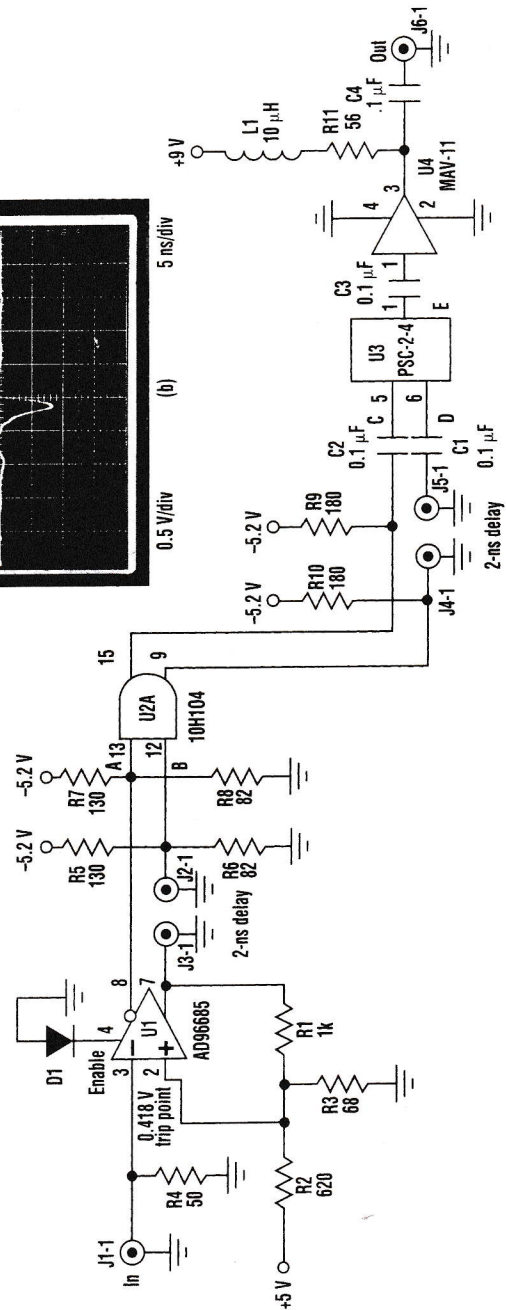 0.5 V/div
(b)
5 ns/div
+9 V
L1
10 μH
R11
56
C4
.1 μF
Out
J6-1
4
3
2
U4
MAV-11
1
C3
0.1 μF
1
E
U3
PSC-2-4
5
6
C
D
C2
0.1 μF
C1
0.1 μF
J5-1
–5.2 V
R9
180
–5.2 V
R10
180
J4-1
2-ns delay
15
9
U2A
10H104
A 13
12
B
–5.2 V
R7
130
–5.2 V
R5
130
R8
82
R6
82
J2-1
J3-1
2-ns delay
D1
Enable
4
8
7
3
2
U1
AD96685
0.418 V
trip point
R4
50
J1-1
In
R1
1k
R3
68
R2
620
+5 V